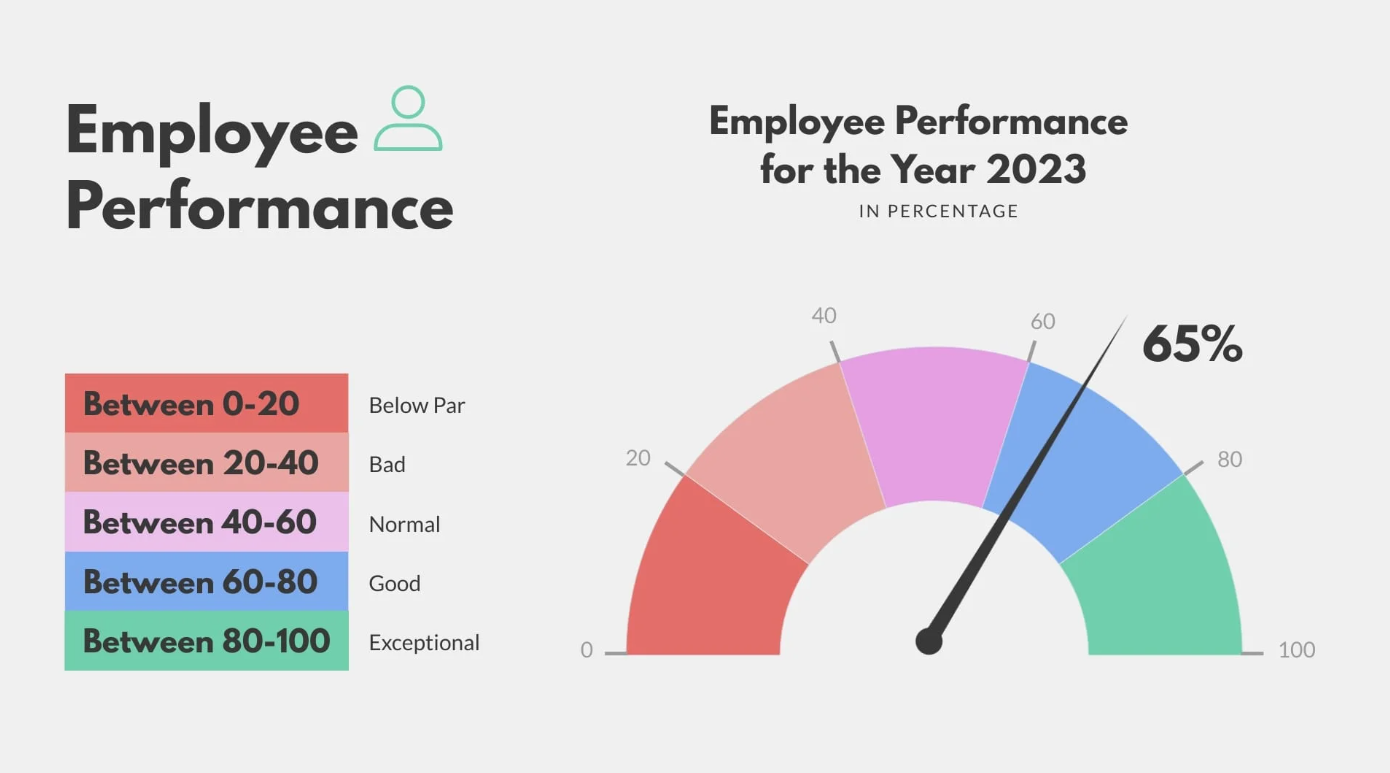 Employee
Performance
Employee Performance
for the Year 2023
IN PERCENTAGE
Between 0-20 Below Par
Between 20-40 Bad
Between 40-60 Normal
Between 60-80 Good
Between 80-100 Exceptional
0
20
40
60
65%
80
100